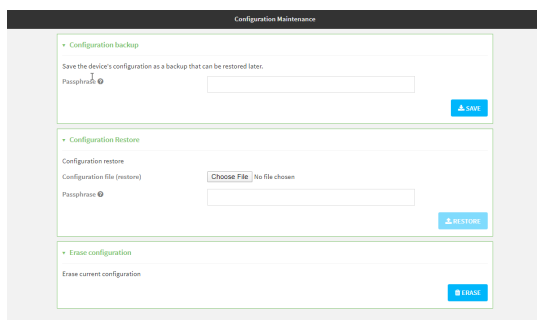 Configuration Maintenance
Configuration backup
Save the device's configuration as a backup that can be restored later.
Passphrase
SAVE
Configuration Restore
Configuration restore
Configuration file (restore) Choose File No file chosen
Passphrase
RESTORE
Erase configuration
Erase current configuration
ERASE